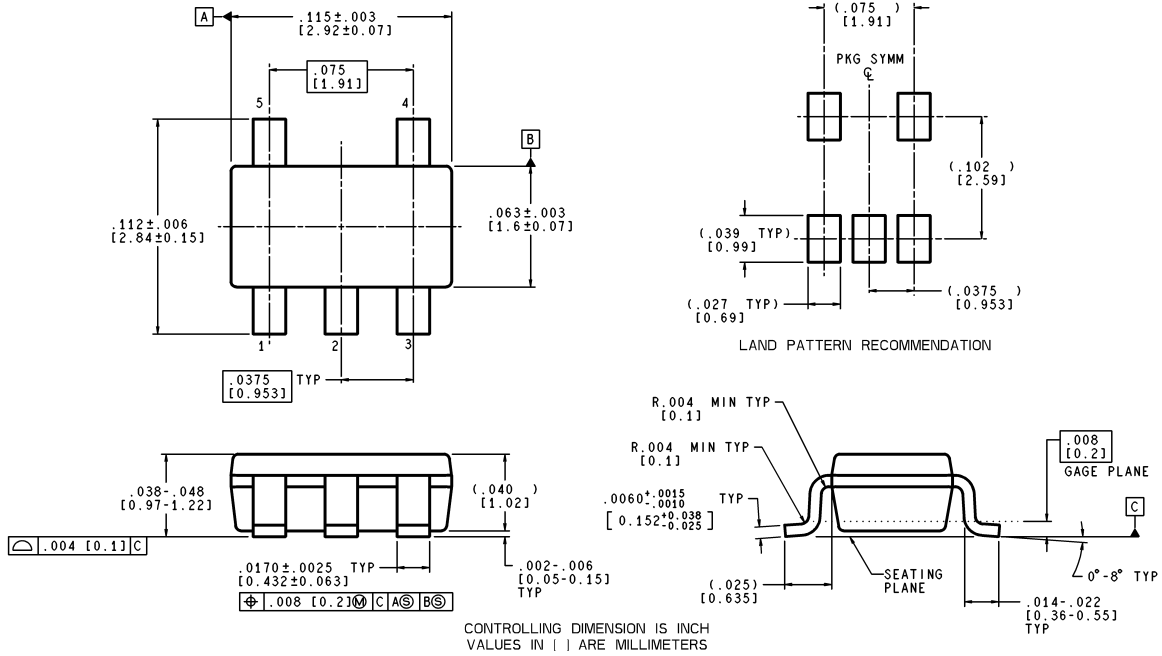 A
.115±.003
[2.92±0.07]
.075
[1.91]
5
4
B
.112±.006
[2.84±0.15]
.063±.003
[1.6±0.07]
1
2
3
.0375 TYP
[0.953]
(.075 )
[1.91]
PKG SYMM
℄
(.102 )
[2.59]
(.039 TYP)
[0.99]
(.027 TYP)
[0.69]
(.0375 )
[0.953]
LAND PATTERN RECOMMENDATION
.038-.048
[0.97-1.22]
(.040 )
[1.02]
⌓ .004 [0.1] C
.0170±.0025 TYP
[0.432±0.063]
⌖ .008 [0.2]Ⓜ C AⓈ BⓈ
.002-.006
[0.05-0.15]
TYP
R.004 MIN TYP
[0.1]
R.004 MIN TYP
[0.1]
.008
[0.2]
GAGE PLANE
.0060+.0015-.0010 TYP
[0.152+0.038-0.025]
C
(.025)
[0.635]
SEATING
PLANE
0°-8° TYP
.014-.022
[0.36-0.55]
TYP
CONTROLLING DIMENSION IS INCH
VALUES IN [ ] ARE MILLIMETERS